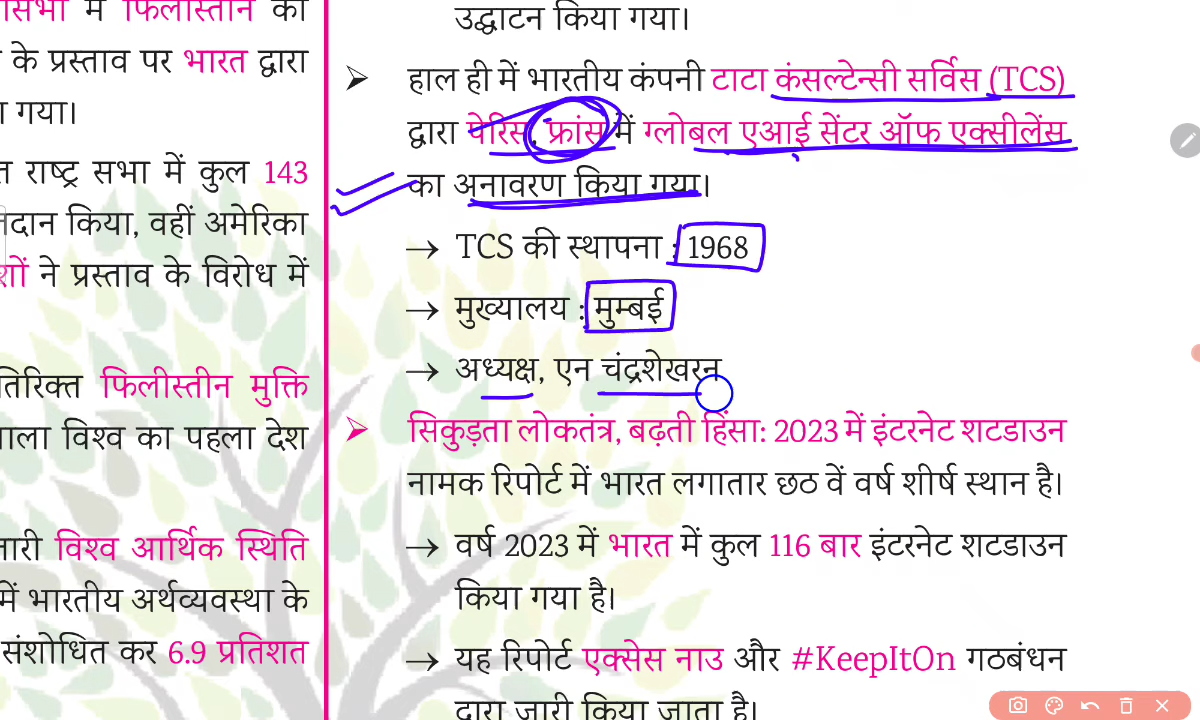 सभा में फिलिस्तीन को
के प्रस्ताव पर भारत द्वारा
गया।
राष्ट्र सभा में कुल 143
दान किया, वहीं अमेरिका
ने प्रस्ताव के विरोध में
फिलीस्तीन मुक्ति
वाला विश्व का पहला देश
जारी विश्व आर्थिक स्थिति
में भारतीय अर्थव्यवस्था के
संशोधित कर 6.9 प्रतिशत
उद्घाटन किया गया।
➢ हाल ही में भारतीय कंपनी टाटा कंसल्टेन्सी सर्विस (TCS)
द्वारा पेरिस, फ्रांस में ग्लोबल एआई सेंटर ऑफ एक्सीलेंस
का अनावरण किया गया।
→ TCS की स्थापना : 1968
→ मुख्यालय : मुम्बई
→ अध्यक्ष, एन चंद्रशेखरन
➢ सिकुड़ता लोकतंत्र, बढ़ती हिंसा: 2023 में इंटरनेट शटडाउन
नामक रिपोर्ट में भारत लगातार छठ वें वर्ष शीर्ष स्थान है।
→ वर्ष 2023 में भारत में कुल 116 बार इंटरनेट शटडाउन
किया गया है।
→ यह रिपोर्ट एक्सेस नाउ और #KeepItOn गठबंधन
द्वारा जारी किया जाता है।